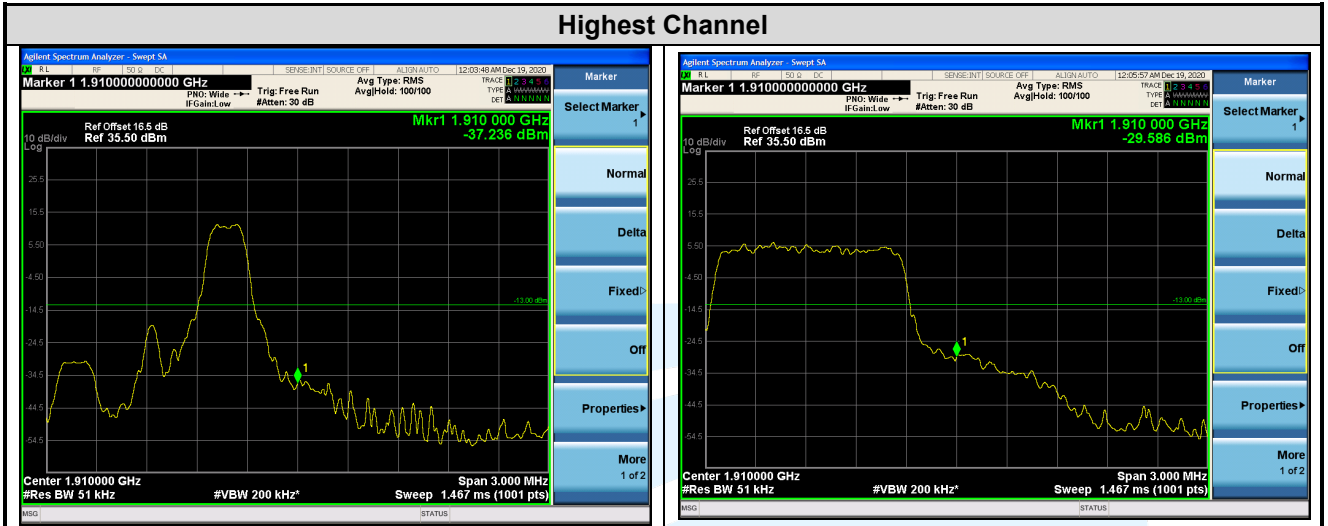 Highest Channel
Agilent Spectrum Analyzer - Swept SA
RL RF 50 Ω DC SENSE:INT SOURCE OFF ALIGN AUTO 12:03:48 AM Dec 19, 2020
Marker 1 1.910000000000 GHz
PNO: Wide
IFGain:Low
Trig: Free Run
#Atten: 30 dB
Avg Type: RMS
Avg|Hold: 100/100
TRACE 1 2 3 4 5 6
TYPE A
DET A N N N N N
Ref Offset 16.5 dB
10 dB/div Ref 35.50 dBm
Log
Mkr1 1.910 000 GHz
-37.236 dBm
25.5
15.5
5.50
-4.50
-13.00 dBm
-14.5
-24.5
-34.5
-44.5
-54.5
1
Center 1.910000 GHz Span 3.000 MHz
#Res BW 51 kHz #VBW 200 kHz* Sweep 1.467 ms (1001 pts)
MSG STATUS
Marker
Select Marker
1
Normal
Delta
Fixed
Off
Properties
More
1 of 2
Agilent Spectrum Analyzer - Swept SA
RL RF 50 Ω DC SENSE:INT SOURCE OFF ALIGN AUTO 12:05:57 AM Dec 19, 2020
Marker 1 1.910000000000 GHz
PNO: Wide
IFGain:Low
Trig: Free Run
#Atten: 30 dB
Avg Type: RMS
Avg|Hold: 100/100
TRACE 1 2 3 4 5 6
TYPE A
DET A N N N N N
Ref Offset 16.5 dB
10 dB/div Ref 35.50 dBm
Log
Mkr1 1.910 000 GHz
-29.586 dBm
25.5
15.5
5.50
-4.50
-13.00 dBm
-14.5
-24.5
-34.5
-44.5
-54.5
1
Center 1.910000 GHz Span 3.000 MHz
#Res BW 51 kHz #VBW 200 kHz* Sweep 1.467 ms (1001 pts)
MSG STATUS
Marker
Select Marker
1
Normal
Delta
Fixed
Off
Properties
More
1 of 2